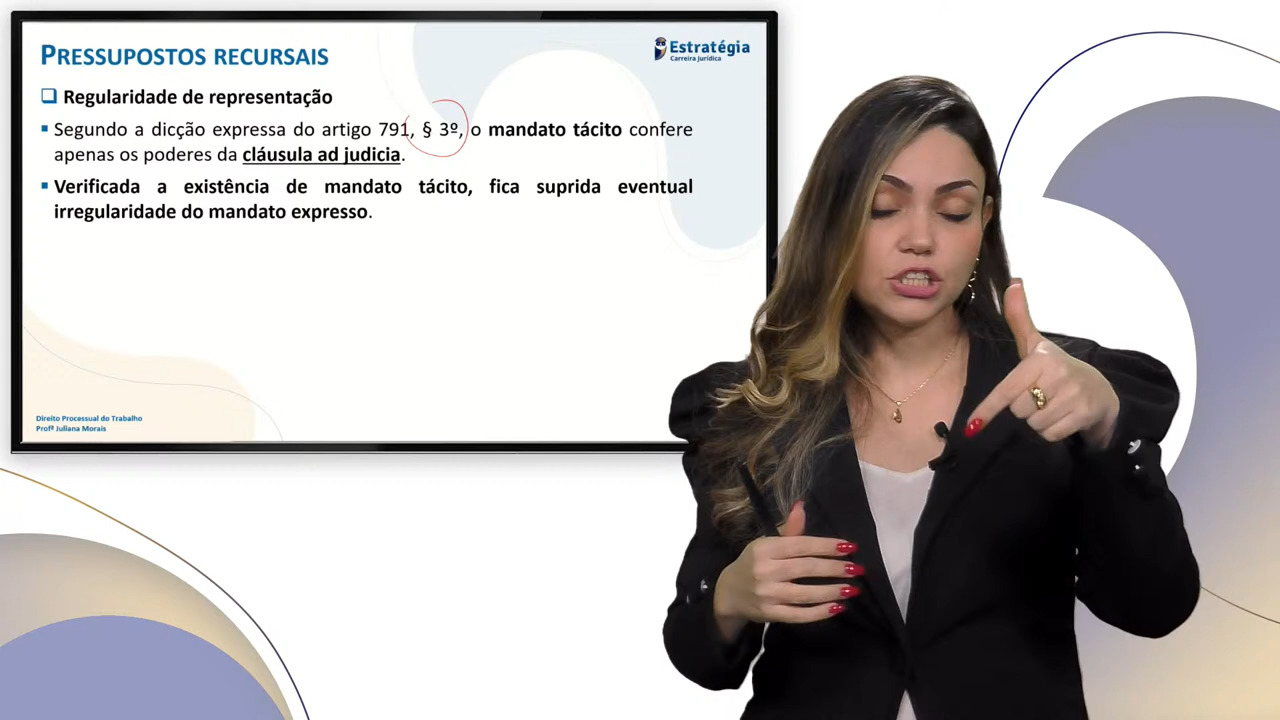 PRESSUPOSTOS RECURSAIS
Estratégia
Carreira Jurídica
Regularidade de representação
Segundo a dicção expressa do artigo 791, § 3º, o mandato tácito confere
apenas os poderes da cláusula ad judicia.
Verificada a existência de mandato tácito, fica suprida eventual
irregularidade do mandato expresso.
Direito Processual do Trabalho
Profª Juliana Morais